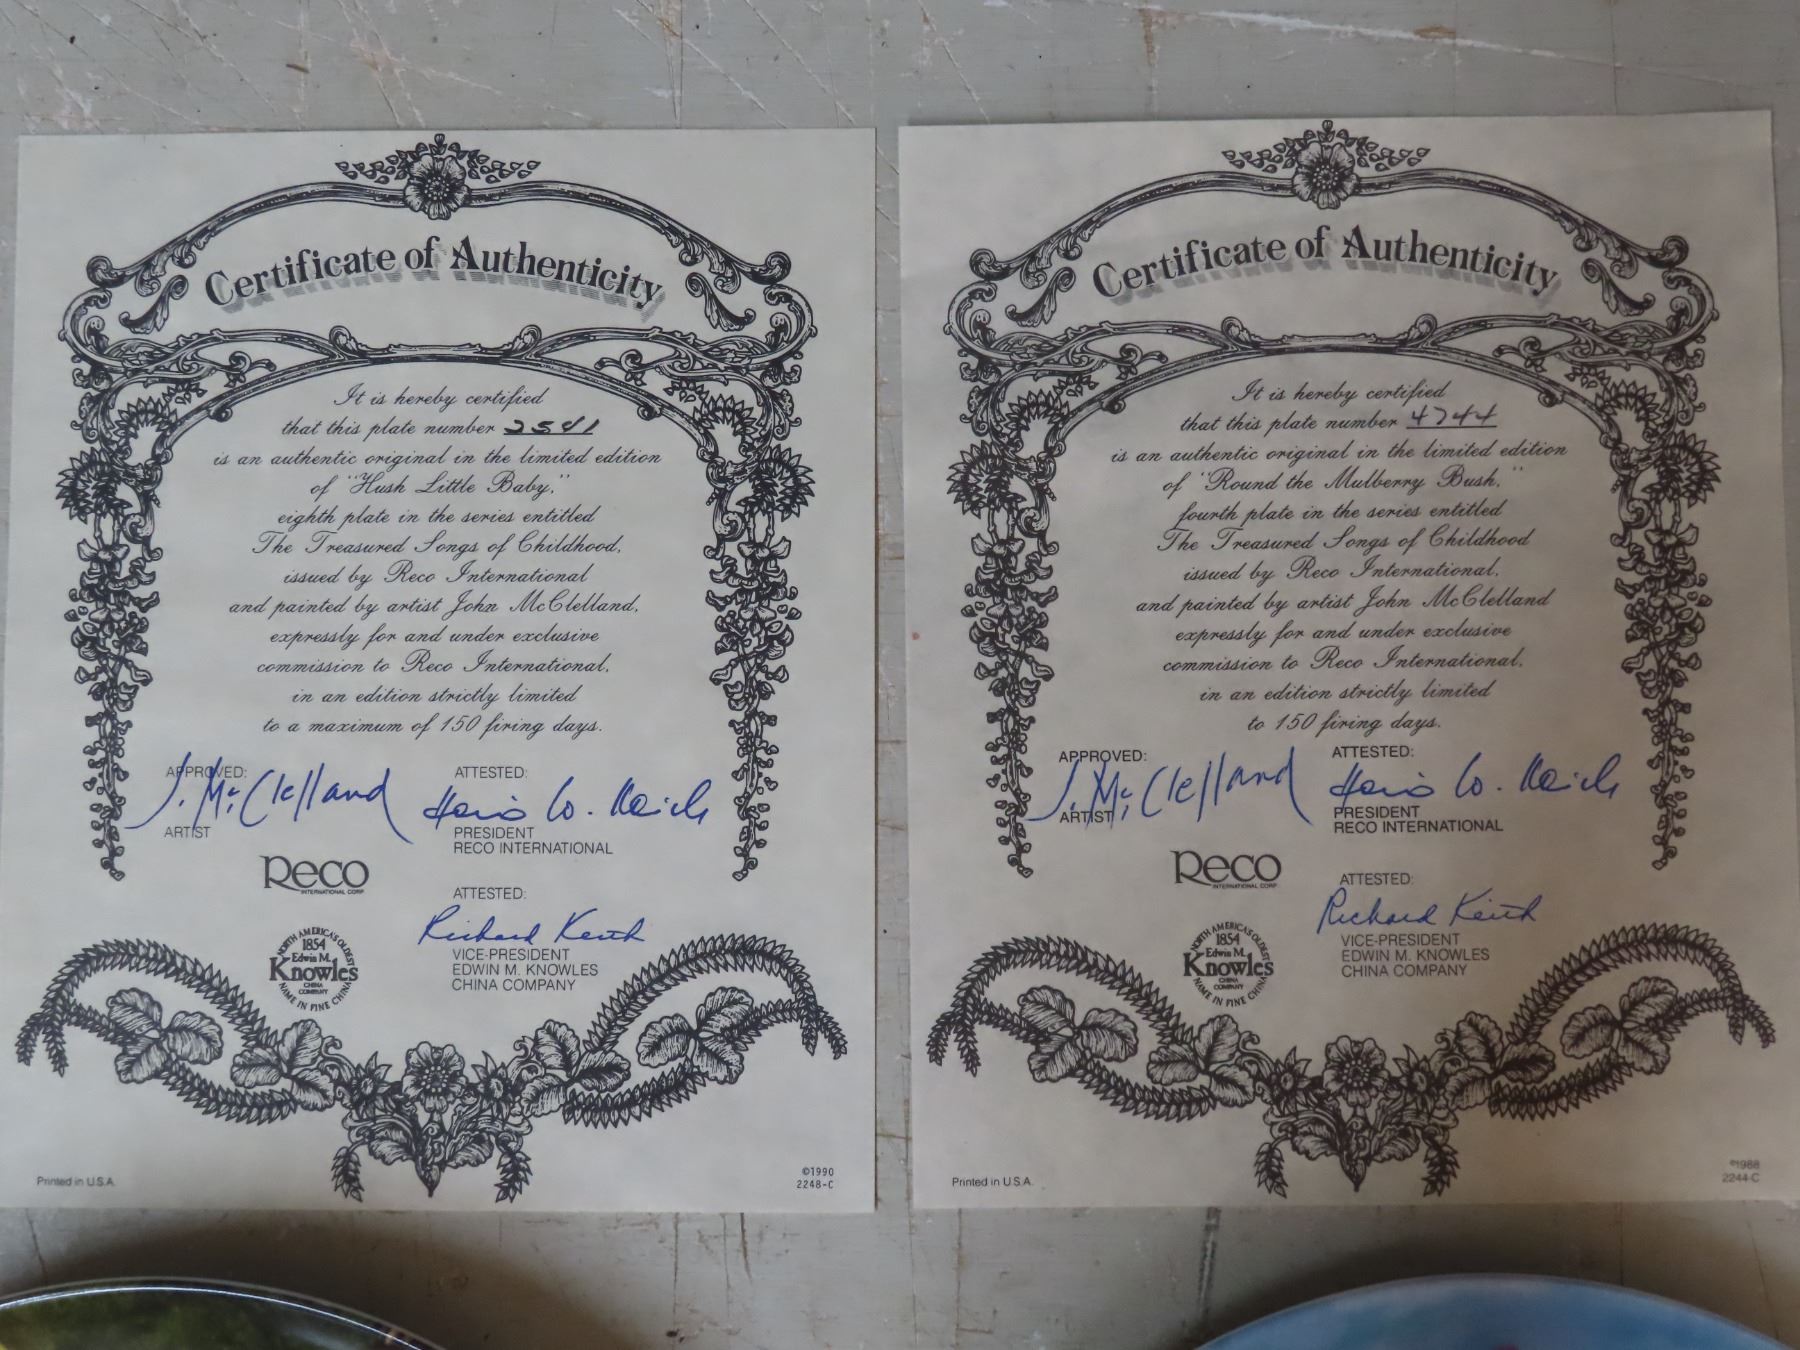 Certificate of Authenticity
It is hereby certified
that this plate number 2541
is an authentic original in the limited edition
of "Hush Little Baby,"
eighth plate in the series entitled
The Treasured Songs of Childhood,
issued by Reco International
and painted by artist John McClelland,
expressly for and under exclusive
commission to Reco International,
in an edition strictly limited
to a maximum of 150 firing days.
APPROVED:
J. McClelland
ARTIST
ATTESTED:
Heio W. Reich
PRESIDENT
RECO INTERNATIONAL
Reco
INTERNATIONAL CORP
ATTESTED:
Richard Keith
VICE-PRESIDENT
EDWIN M. KNOWLES
CHINA COMPANY
NORTH AMERICA'S OLDEST
1854
Edwin M.
Knowles
CHINA
COMPANY
NAME IN FINE CHINA
Printed in U.S.A.
©1990
2248-C
Certificate of Authenticity
It is hereby certified
that this plate number 4744
is an authentic original in the limited edition
of "Round the Mulberry Bush,"
fourth plate in the series entitled
The Treasured Songs of Childhood
issued by Reco International,
and painted by artist John McClelland
expressly for and under exclusive
commission to Reco International,
in an edition strictly limited
to 150 firing days.
APPROVED:
J. McClelland
ARTIST
ATTESTED:
Heio W. Reich
PRESIDENT
RECO INTERNATIONAL
Reco
INTERNATIONAL CORP
ATTESTED:
Richard Keith
VICE-PRESIDENT
EDWIN M. KNOWLES
CHINA COMPANY
NORTH AMERICA'S OLDEST
1854
Edwin M.
Knowles
CHINA
COMPANY
NAME IN FINE CHINA
Printed in U.S.A.
©1988
2244-C